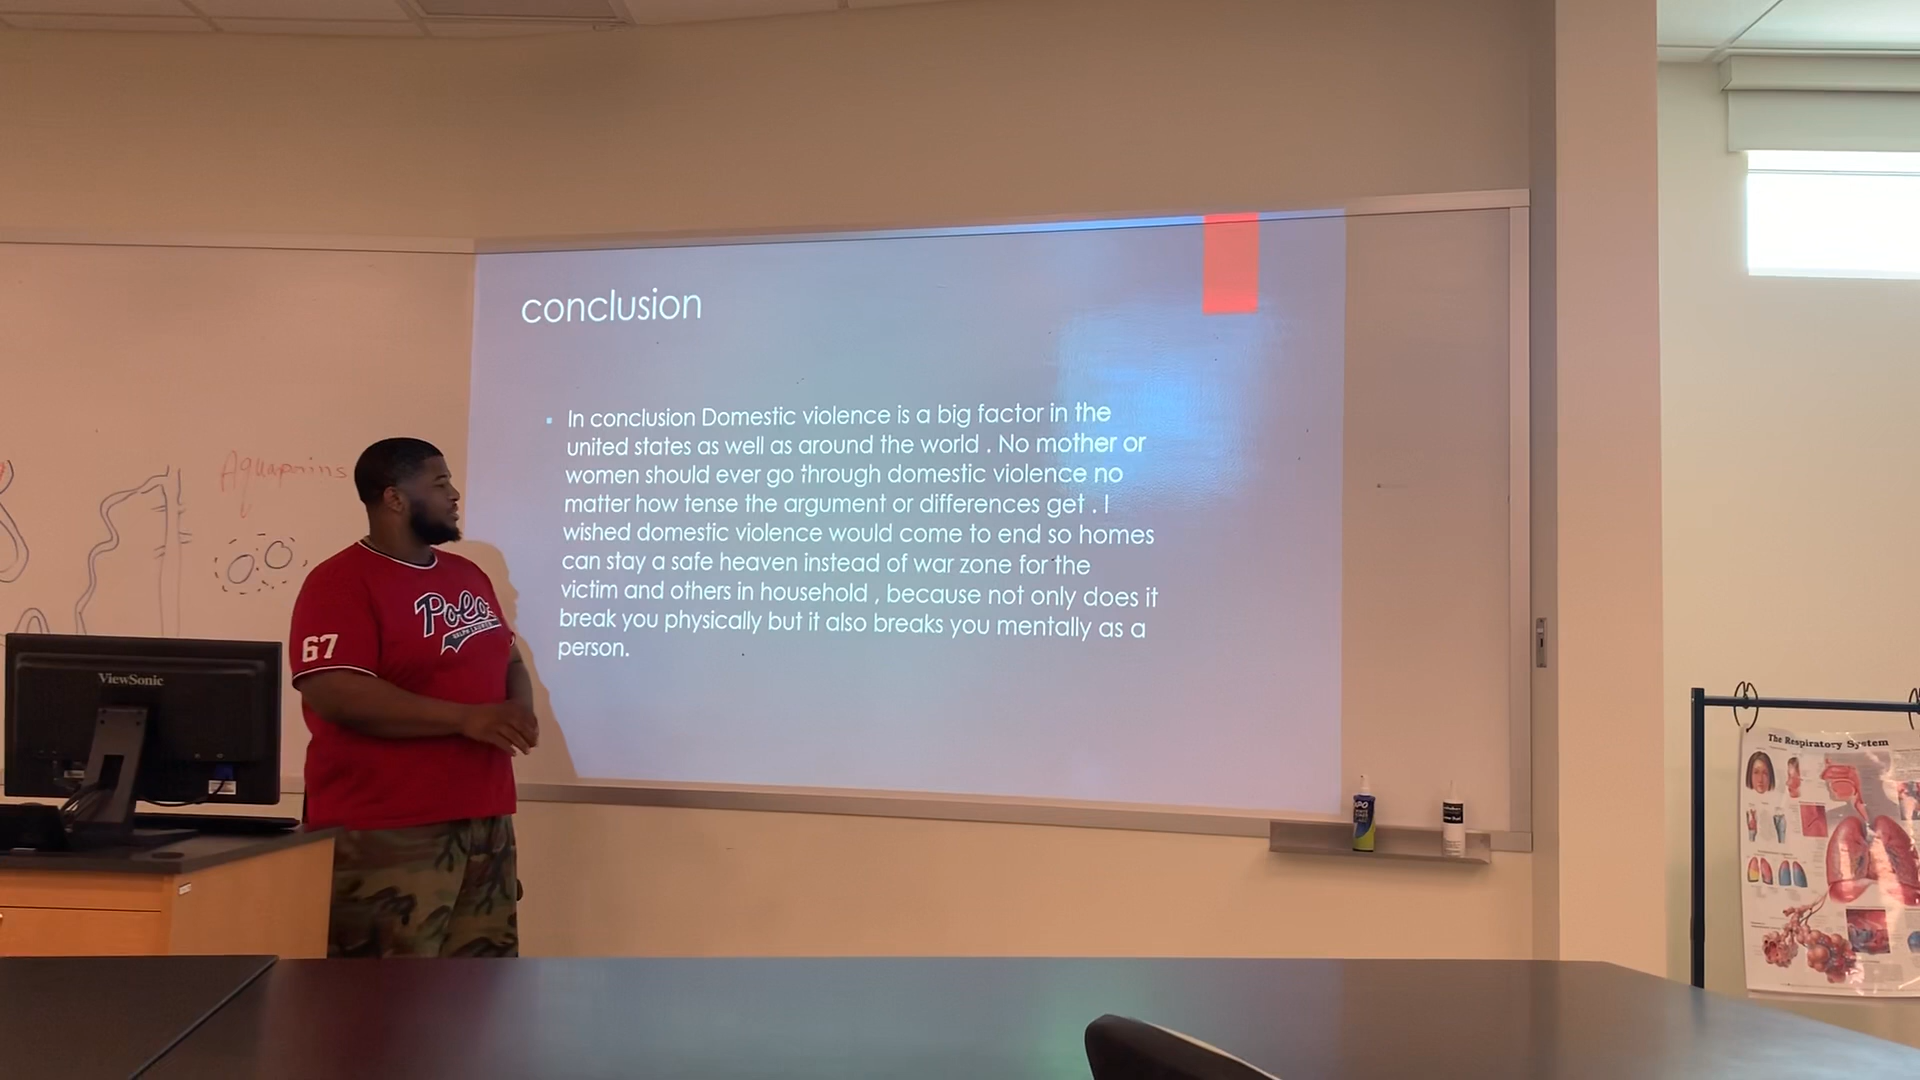 conclusion
In conclusion Domestic violence is a big factor in the
united states as well as around the world . No mother or
women should ever go through domestic violence no
matter how tense the argument or differences get . I
wished domestic violence would come to end so homes
can stay a safe heaven instead of war zone for the
victim and others in household , because not only does it
break you physically but it also breaks you mentally as a
person.
Aquaporins
Polo
RALPH LAUREN
67
ViewSonic
The Respiratory System
EXPO